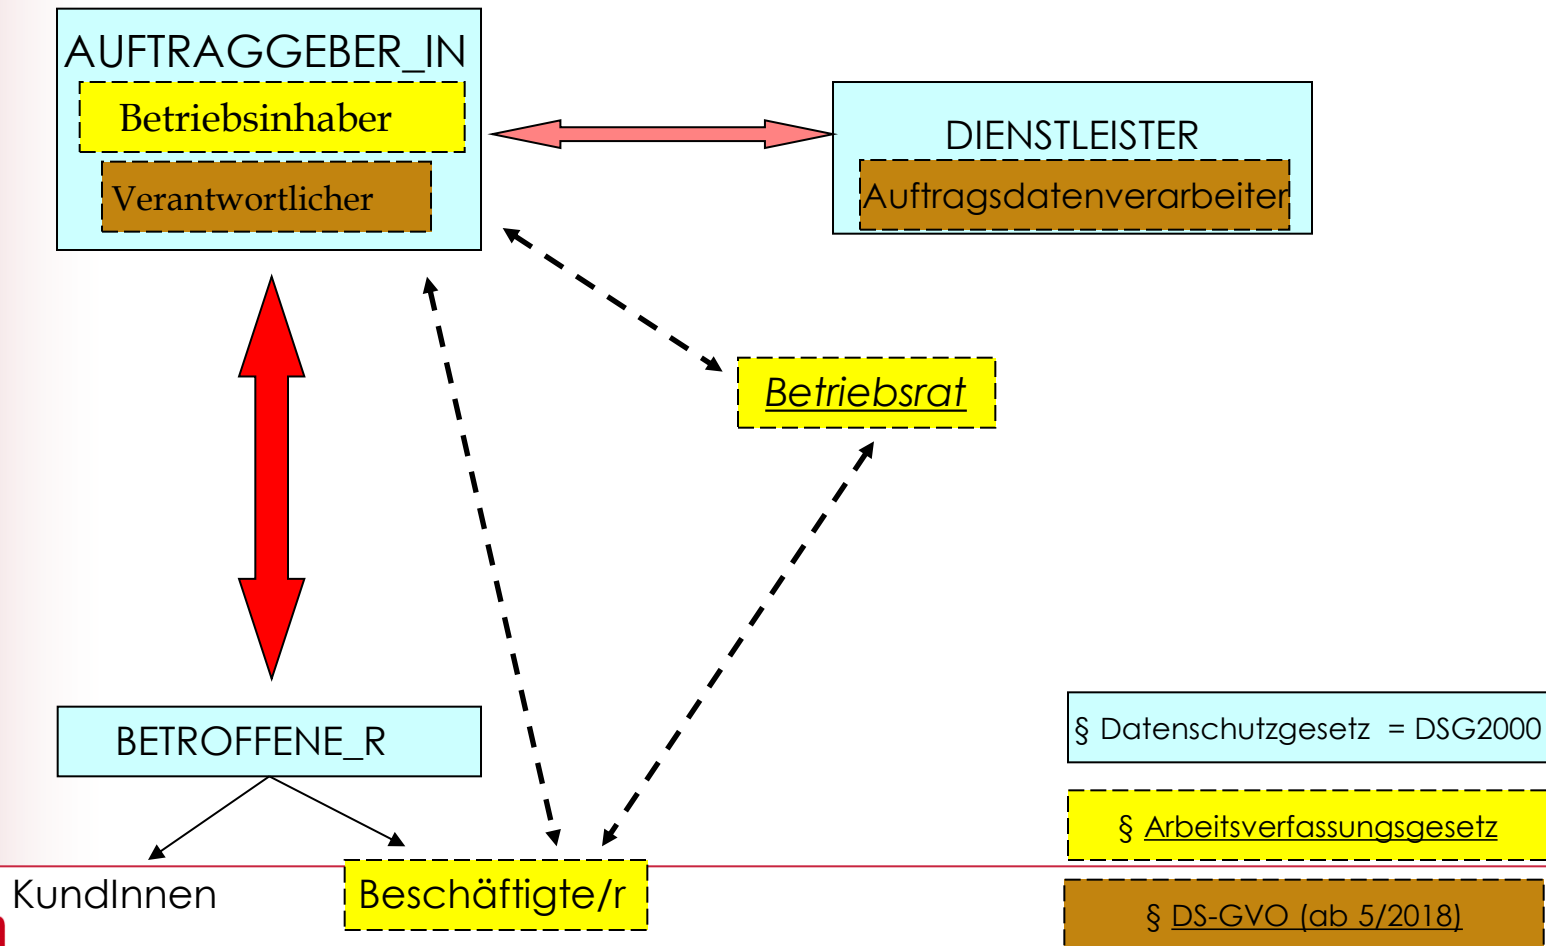 AUFTRAGGEBER_IN
Betriebsinhaber
Verantwortlicher
DIENSTLEISTER
Auftragsdatenverarbeiter
Betriebsrat
BETROFFENE_R
KundInnen
Beschäftigte/r
§ Datenschutzgesetz = DSG2000
§ Arbeitsverfassungsgesetz
§ DS-GVO (ab 5/2018)